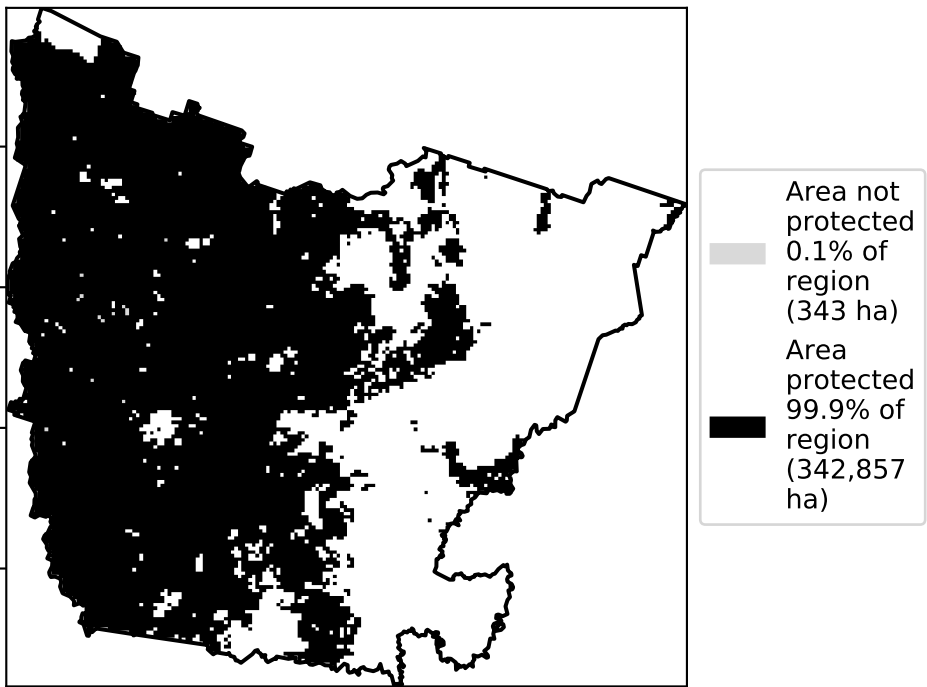 Area not
protected
0.1% of
region
(343 ha)
Area
protected
99.9% of
region
(342,857
ha)